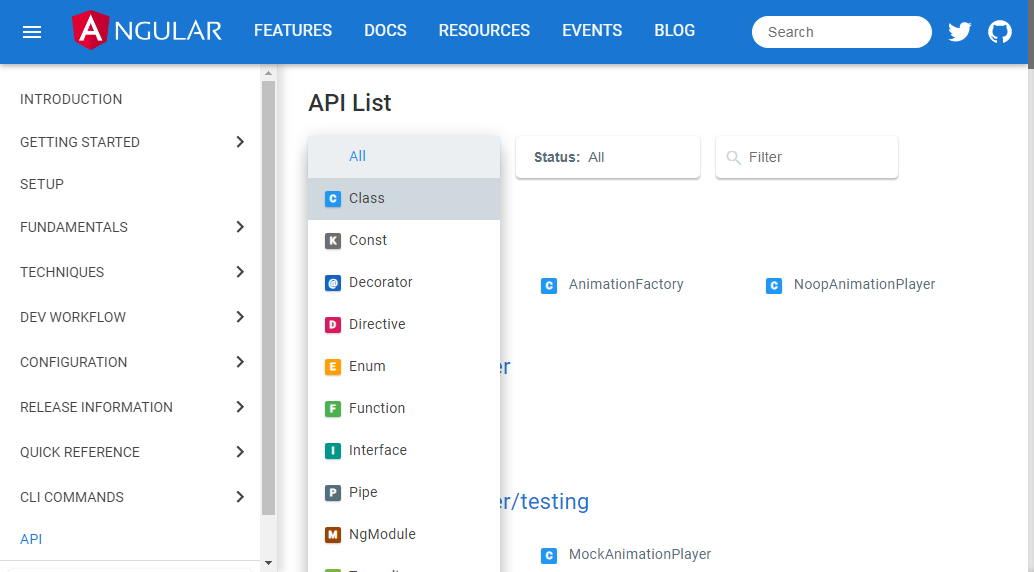 ANGULAR FEATURES DOCS RESOURCES EVENTS BLOG Search
INTRODUCTION
GETTING STARTED
SETUP
FUNDAMENTALS
TECHNIQUES
DEV WORKFLOW
CONFIGURATION
RELEASE INFORMATION
QUICK REFERENCE
CLI COMMANDS
API
API List
All
Status: All
Filter
C Class
K Const
@ Decorator
D Directive
E Enum
F Function
I Interface
P Pipe
M NgModule
C AnimationFactory
C NoopAnimationPlayer
er
er/testing
C MockAnimationPlayer